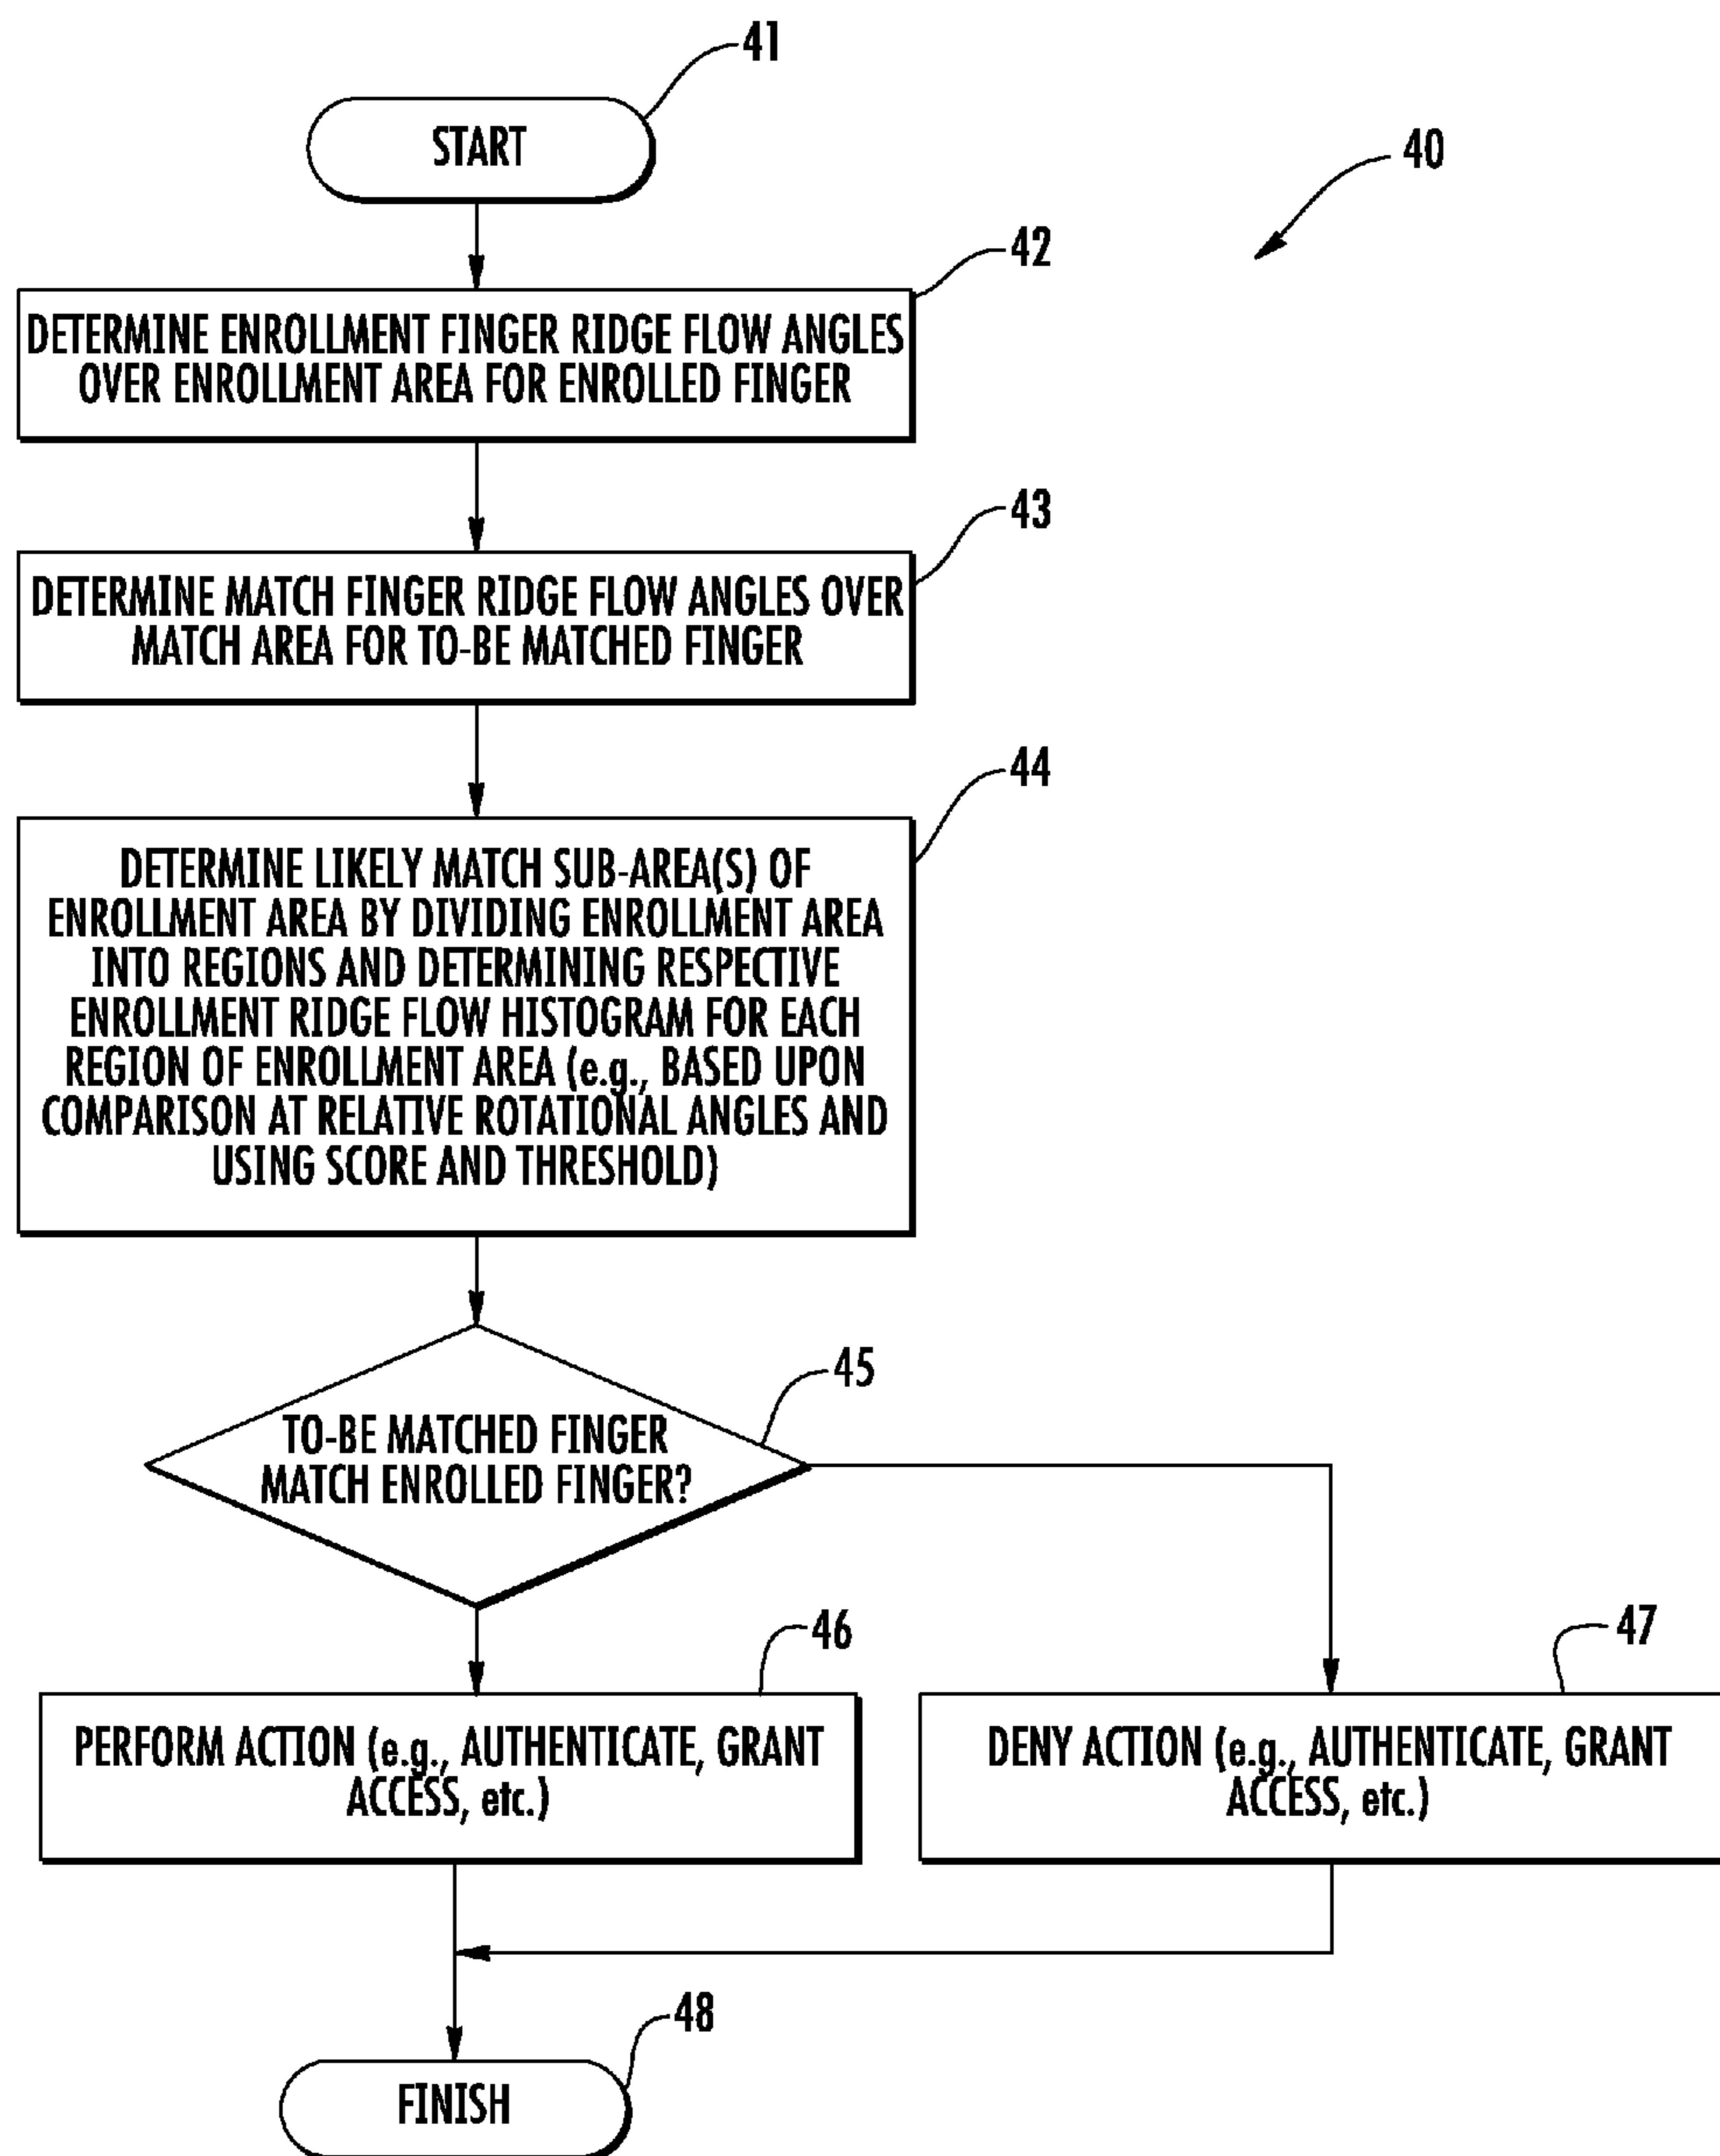 41
START
40
42
DETERMINE ENROLLMENT FINGER RIDGE FLOW ANGLES
OVER ENROLLMENT AREA FOR ENROLLED FINGER
43
DETERMINE MATCH FINGER RIDGE FLOW ANGLES OVER
MATCH AREA FOR TO-BE MATCHED FINGER
44
DETERMINE LIKELY MATCH SUB-AREA(S) OF
ENROLLMENT AREA BY DIVIDING ENROLLMENT AREA
INTO REGIONS AND DETERMINING RESPECTIVE
ENROLLMENT RIDGE FLOW HISTOGRAM FOR EACH
REGION OF ENROLLMENT AREA (e.g., BASED UPON
COMPARISON AT RELATIVE ROTATIONAL ANGLES AND
USING SCORE AND THRESHOLD)
45
TO-BE MATCHED FINGER
MATCH ENROLLED FINGER?
46
PERFORM ACTION (e.g., AUTHENTICATE, GRANT
ACCESS, etc.)
47
DENY ACTION (e.g., AUTHENTICATE, GRANT
ACCESS, etc.)
48
FINISH